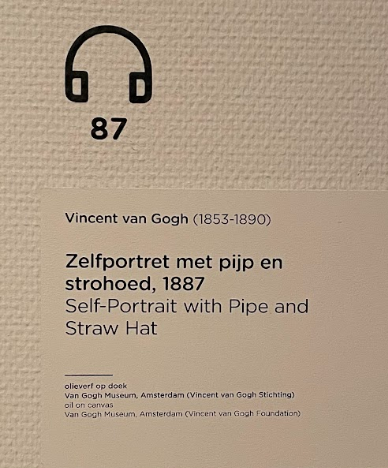 87
Vincent van Gogh (1853-1890)
Zelfportret met pijp en
strohoed, 1887
Self-Portrait with Pipe and
Straw Hat
olieverf op doek
Van Gogh Museum, Amsterdam (Vincent van Gogh Stichting)
oil on canvas
Van Gogh Museum, Amsterdam (Vincent van Gogh Foundation)